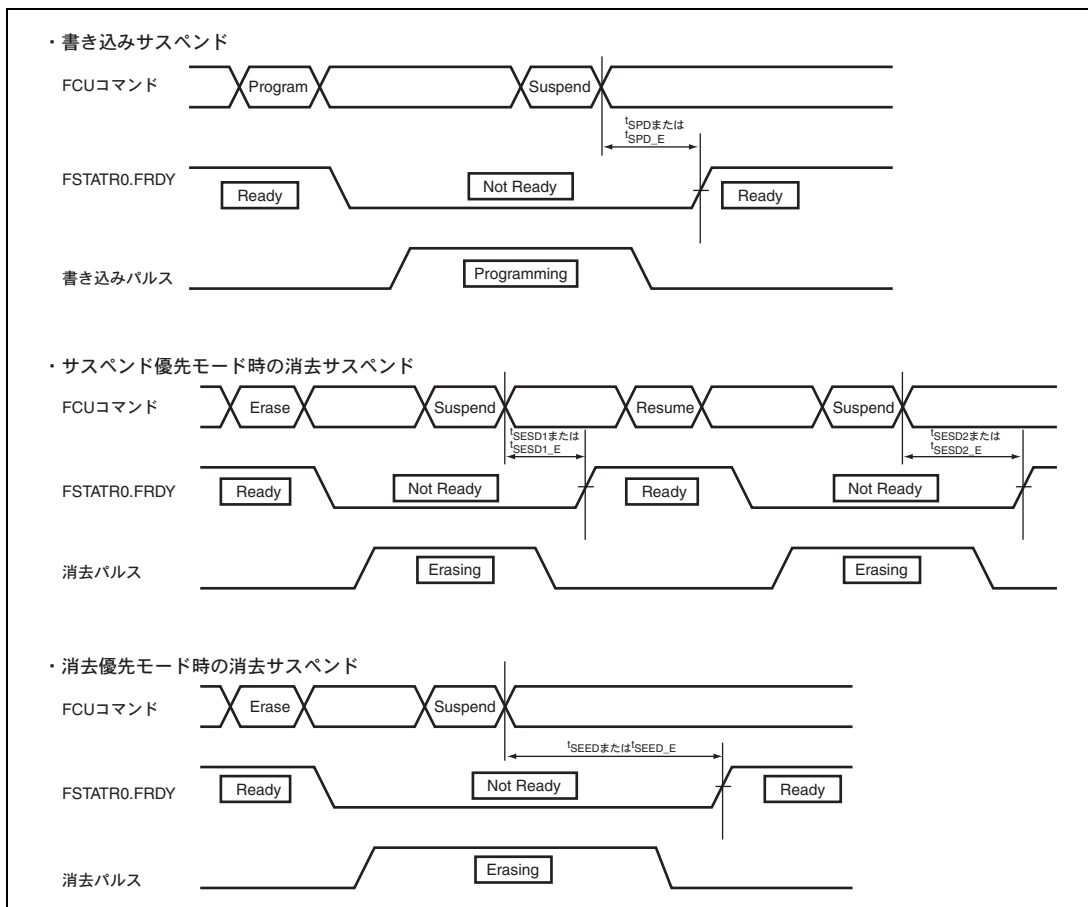 ・書き込みサスペンド
FCUコマンド
Program
Suspend
tSPDまたは
tSPD_E
FSTATR0.FRDY
Ready
Not Ready
Ready
書き込みパルス
Programming
・サスペンド優先モード時の消去サスペンド
FCUコマンド
Erase
Suspend
Resume
Suspend
tSESD1または
tSESD1_E
tSESD2または
tSESD2_E
FSTATR0.FRDY
Ready
Not Ready
Ready
Not Ready
消去パルス
Erasing
Erasing
・消去優先モード時の消去サスペンド
FCUコマンド
Erase
Suspend
tSEEDまたはtSEED_E
FSTATR0.FRDY
Ready
Not Ready
Ready
消去パルス
Erasing